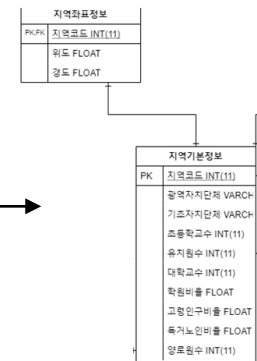 지역좌표정보
PK,FK 지역코드 INT(11)
위도 FLOAT
경도 FLOAT
지역기본정보
PK 지역코드 INT(11)
광역자치단체 VARCH
기초자치단체 VARCH
초등학교수 INT(11)
유치원수 INT(11)
대학교수 INT(11)
학원비율 FLOAT
고령인구비율 FLOAT
독거노인비율 FLOAT
양로원수 INT(11)